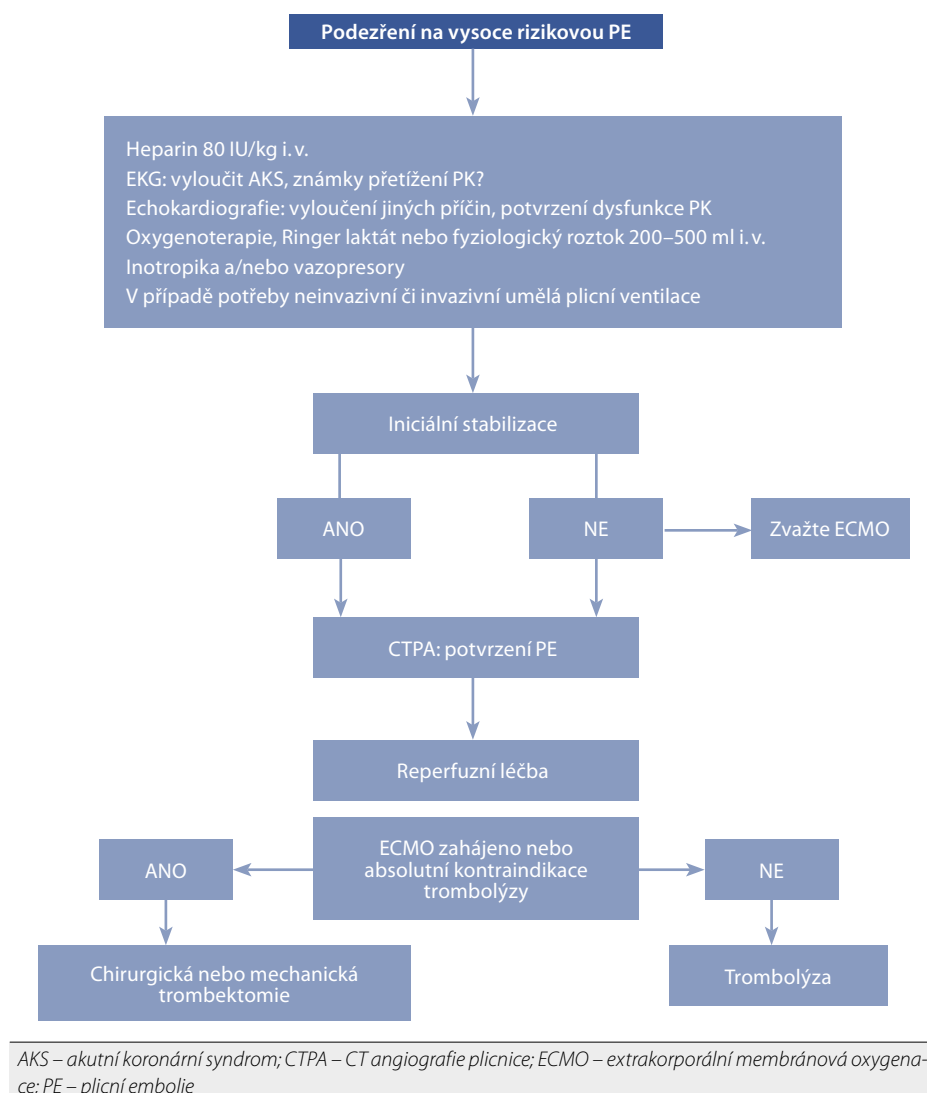 Podezření na vysoce rizikovou PE
Heparin 80 IU/kg i. v.
EKG: vyloučit AKS, známky přetížení PK?
Echokardiografie: vyloučení jiných příčin, potvrzení dysfunkce PK
Oxygenoterapie, Ringer laktát nebo fyziologický roztok 200–500 ml i. v.
Inotropika a/nebo vazopresory
V případě potřeby neinvazivní či invazivní umělá plicní ventilace
Iniciální stabilizace
ANO
NE
Zvažte ECMO
CTPA: potvrzení PE
Reperfuzní léčba
ECMO zahájeno nebo
absolutní kontraindikace
trombolýzy
ANO
NE
Chirurgická nebo mechanická
trombektomie
Trombolýza
AKS – akutní koronární syndrom; CTPA – CT angiografie plicnice; ECMO – extrakorporální membránová oxygena-
ce; PE – plicní embolie